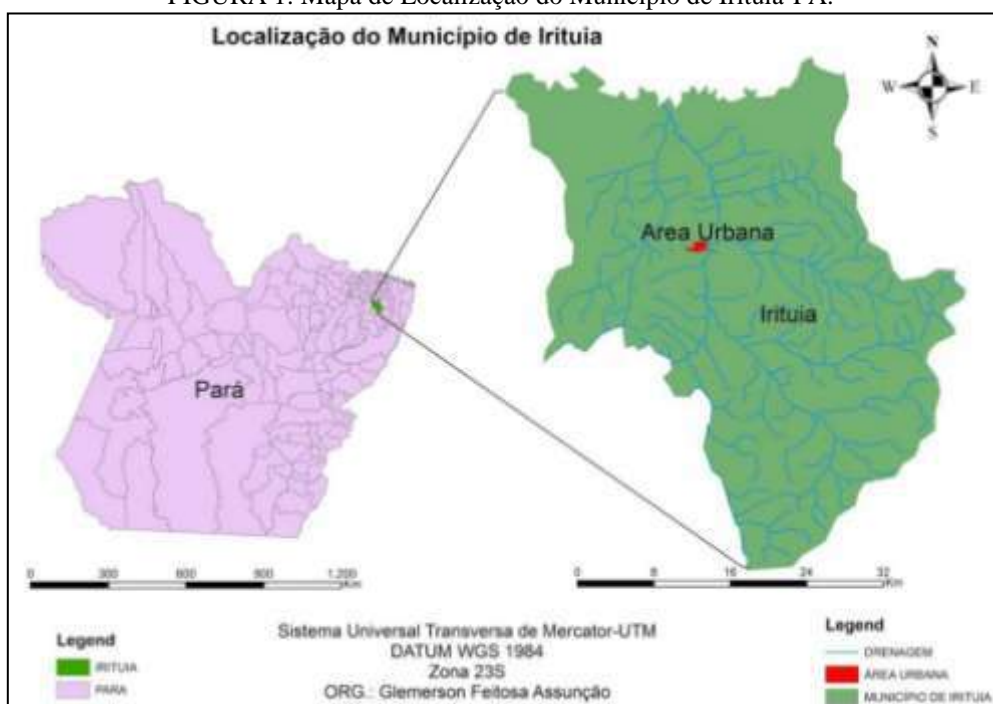 FIGURA 1: Mapa de Localização do Município de Irituia-PA.
Localização do Município de Irituia
N
W E
S
Area Urbana
Irituia
Pará
0 300 600 900 1.200
Km
0 8 16 24 32
Km
Legend
IRITUIA
PARA
Sistema Universal Transversa de Mercator-UTM
DATUM WGS 1984
Zona 23S
ORG.: Glemerson Feitosa Assunção
Legend
DRENAGEM
ÁREA URBANA
MUNICÍPIO DE IRITUIA